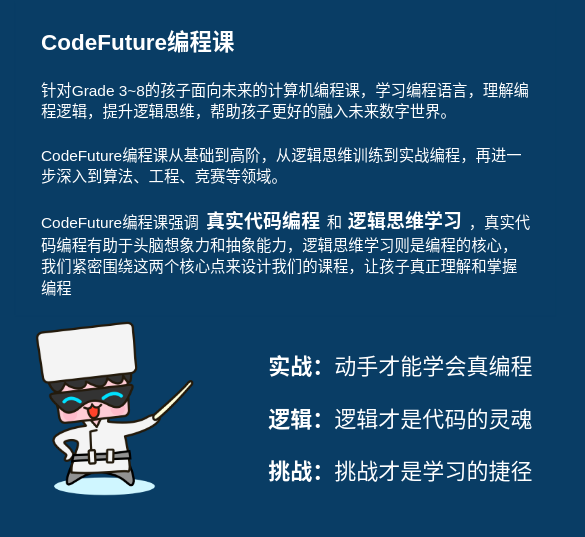 CodeFuture编程课
针对Grade 3~8的孩子面向未来的计算机编程课，学习编程语言，理解编
程逻辑，提升逻辑思维，帮助孩子更好的融入未来数字世界。
CodeFuture编程课从基础到高阶，从逻辑思维训练到实战编程，再进一
步深入到算法、工程、竞赛等领域。
CodeFuture编程课强调 真实代码编程 和 逻辑思维学习 ，真实代
码编程有助于头脑想象力和抽象能力，逻辑思维学习则是编程的核心，
我们紧密围绕这两个核心点来设计我们的课程，让孩子真正理解和掌握
编程
实战：动手才能学会真编程
逻辑：逻辑才是代码的灵魂
挑战：挑战才是学习的捷径